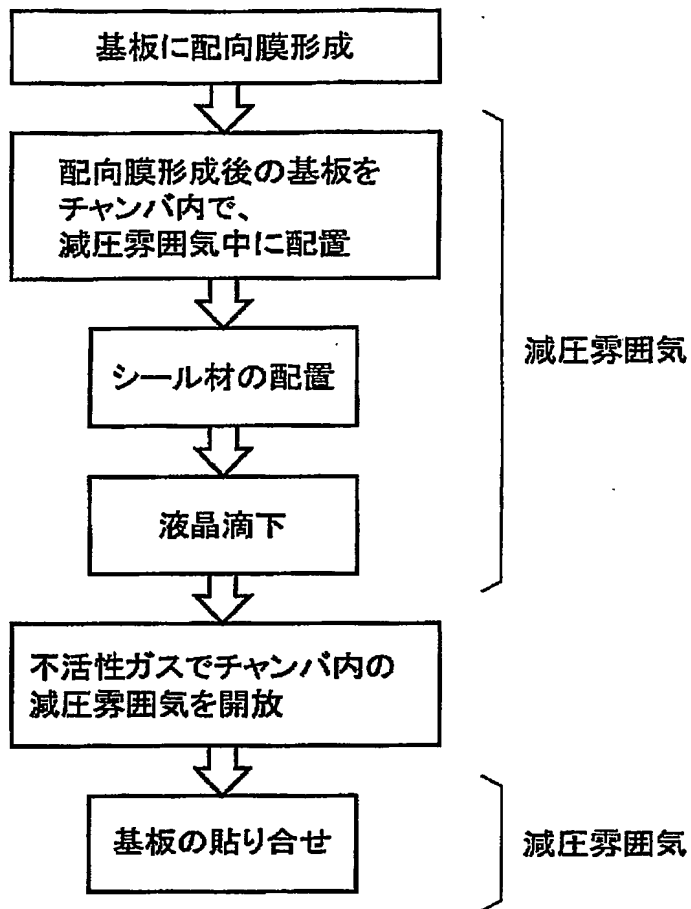 基板に配向膜形成
配向膜形成後の基板を
チャンバ内で、
減圧雰囲気中に配置
シール材の配置
減圧雰囲気
液晶滴下
不活性ガスでチャンバ内の
減圧雰囲気を開放
基板の貼り合せ
減圧雰囲気